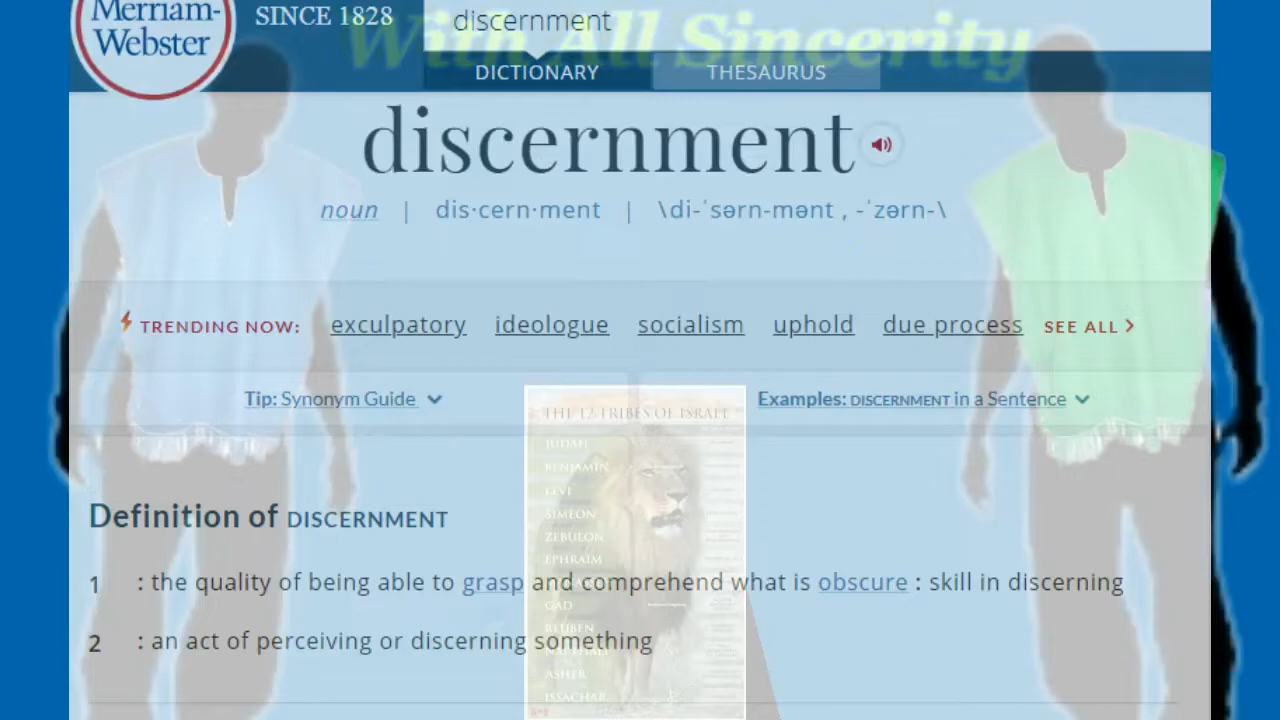 Merriam-
Webster
SINCE 1828
discernment
With All Sincerity
DICTIONARY
THESAURUS
discernment
noun | dis·cern·ment | \di-ˈsərn-mənt , -ˈzərn-\
TRENDING NOW: exculpatory ideologue socialism uphold due process SEE ALL >
Tip: Synonym Guide
Examples: DISCERNMENT in a Sentence
THE 12 TRIBES OF ISRAEL
JUDAH
BENJAMIN
LEVI
SIMEON
ZEBULON
EPHRAIM
GAD
REUBEN
NAPHTALI
ASHER
ISSACHAR
Definition of DISCERNMENT
1 : the quality of being able to grasp and comprehend what is obscure : skill in discerning
2 : an act of perceiving or discerning something